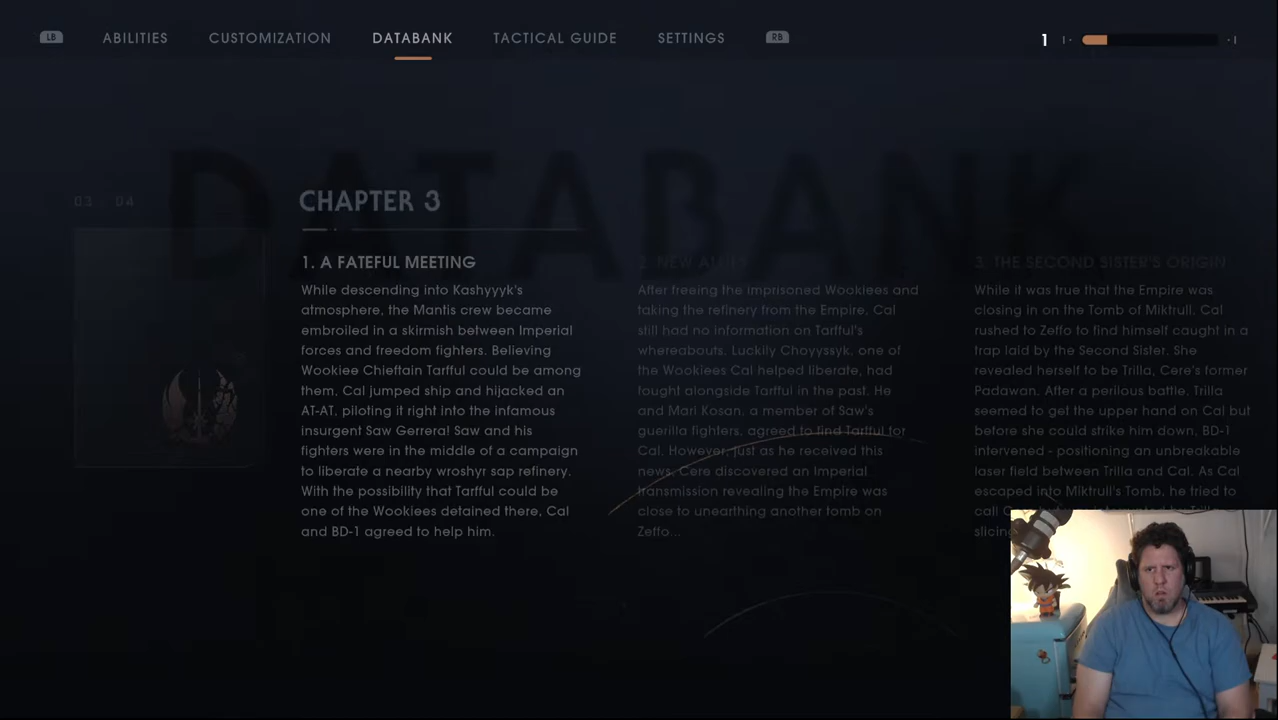 LB ABILITIES CUSTOMIZATION DATABANK TACTICAL GUIDE SETTINGS RB 1
DATABANK
03 04
CHAPTER 3
1. A FATEFUL MEETING
While descending into Kashyyyk's
atmosphere, the Mantis crew became
embroiled in a skirmish between Imperial
forces and freedom fighters. Believing
Wookiee Chieftain Tarfful could be among
them, Cal jumped ship and hijacked an
AT-AT, piloting it right into the infamous
insurgent Saw Gerrera! Saw and his
fighters were in the middle of a campaign
to liberate a nearby wroshyr sap refinery.
With the possibility that Tarfful could be
one of the Wookiees detained there, Cal
and BD-1 agreed to help him.
2. NEW ALLIES
After freeing the imprisoned Wookiees and
taking the refinery from the Empire, Cal
still had no information on Tarfful's
whereabouts. Luckily Choyyssyk, one of
the Wookiees Cal helped liberate, had
fought alongside Tarfful in the past. He
and Mari Kosan, a member of Saw's
guerilla fighters, agreed to find Tarfful for
Cal. However, just as he received this
news, Cere discovered an Imperial
transmission revealing the Empire was
close to unearthing another tomb on
Zeffo...
3. THE SECOND SISTER'S ORIGIN
While it was true that the Empire was
closing in on the Tomb of Miktrull, Cal
rushed to Zeffo to find himself caught in a
trap laid by the Second Sister. She
revealed herself to be Trilla, Cere's former
Padawan. After a perilous battle, Trilla
seemed to get the upper hand on Cal but
before she could strike him down, BD-1
intervened - positioning an unbreakable
laser field between Trilla and Cal. As Cal
escaped into Miktrull's Tomb, he tried to
call
slicing